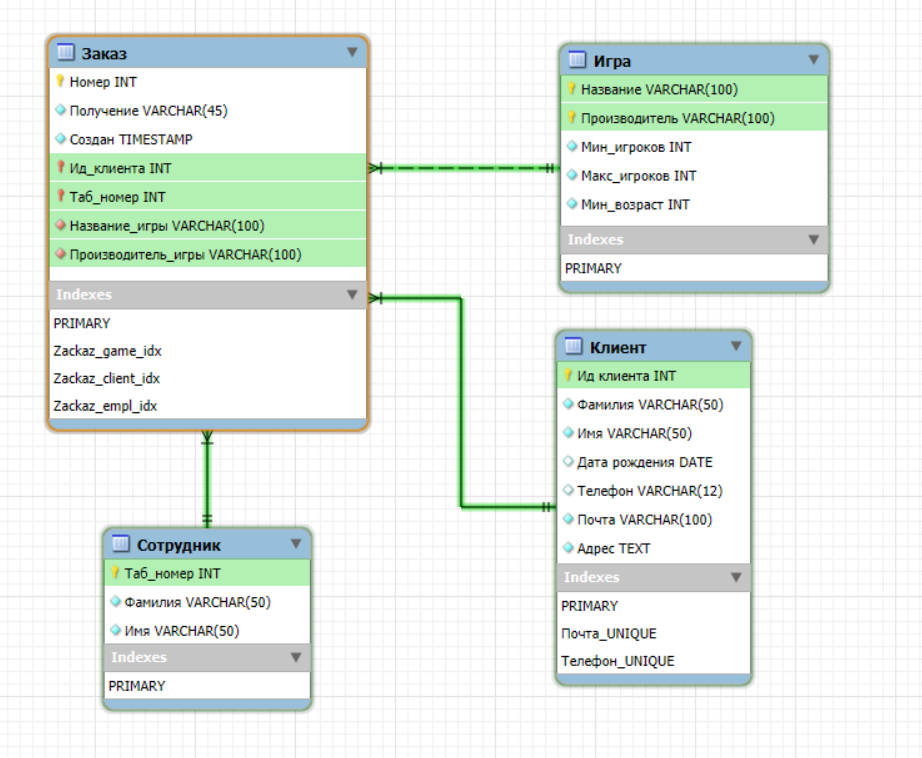 Заказ
Номер INT
Получение VARCHAR(45)
Создан TIMESTAMP
Ид_клиента INT
Таб_номер INT
Название_игры VARCHAR(100)
Производитель_игры VARCHAR(100)
Indexes
PRIMARY
Zackaz_game_idx
Zackaz_client_idx
Zackaz_empl_idx
Игра
Название VARCHAR(100)
Производитель VARCHAR(100)
Мин_игроков INT
Макс_игроков INT
Мин_возраст INT
Indexes
PRIMARY
Клиент
Ид клиента INT
Фамилия VARCHAR(50)
Имя VARCHAR(50)
Дата рождения DATE
Телефон VARCHAR(12)
Почта VARCHAR(100)
Адрес TEXT
Indexes
PRIMARY
Почта_UNIQUE
Телефон_UNIQUE
Сотрудник
Таб_номер INT
Фамилия VARCHAR(50)
Имя VARCHAR(50)
Indexes
PRIMARY